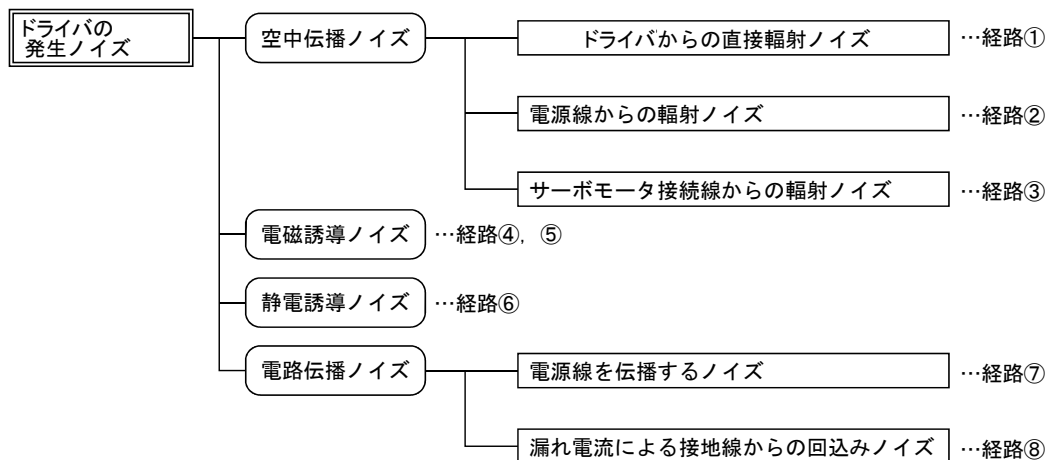 ドライバの
発生ノイズ
空中伝播ノイズ
ドライバからの直接輻射ノイズ …経路①
電源線からの輻射ノイズ …経路②
サーボモータ接続線からの輻射ノイズ …経路③
電磁誘導ノイズ …経路④，⑤
静電誘導ノイズ …経路⑥
電路伝播ノイズ
電源線を伝播するノイズ …経路⑦
漏れ電流による接地線からの回込みノイズ …経路⑧